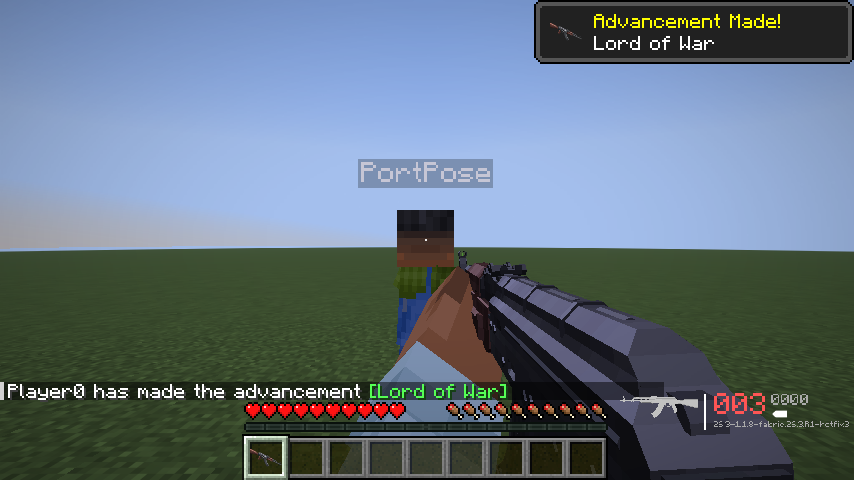 Advancement Made!
Lord of War
PortPose
Player0 has made the advancement [Lord of War]
003 0000